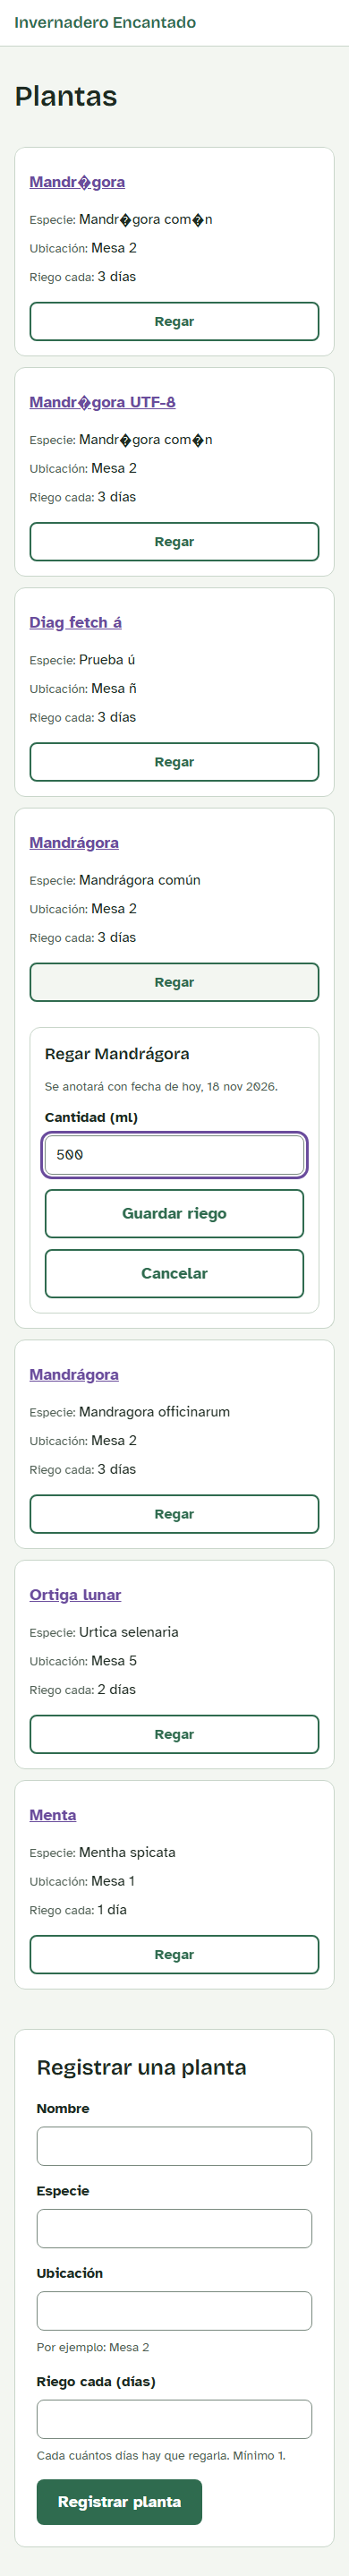 Invernadero Encantado
Plantas
Mandr�gora
Especie: Mandr�gora com�n
Ubicación: Mesa 2
Riego cada: 3 días
Regar
Mandr�gora UTF-8
Especie: Mandr�gora com�n
Ubicación: Mesa 2
Riego cada: 3 días
Regar
Diag fetch á
Especie: Prueba ú
Ubicación: Mesa ñ
Riego cada: 3 días
Regar
Mandrágora
Especie: Mandrágora común
Ubicación: Mesa 2
Riego cada: 3 días
Regar
Regar Mandrágora
Se anotará con fecha de hoy, 18 nov 2026.
Cantidad (ml)
500
Guardar riego
Cancelar
Mandrágora
Especie: Mandragora officinarum
Ubicación: Mesa 2
Riego cada: 3 días
Regar
Ortiga lunar
Especie: Urtica selenaria
Ubicación: Mesa 5
Riego cada: 2 días
Regar
Menta
Especie: Mentha spicata
Ubicación: Mesa 1
Riego cada: 1 día
Regar
Registrar una planta
Nombre
Especie
Ubicación
Por ejemplo: Mesa 2
Riego cada (días)
Cada cuántos días hay que regarla. Mínimo 1.
Registrar planta